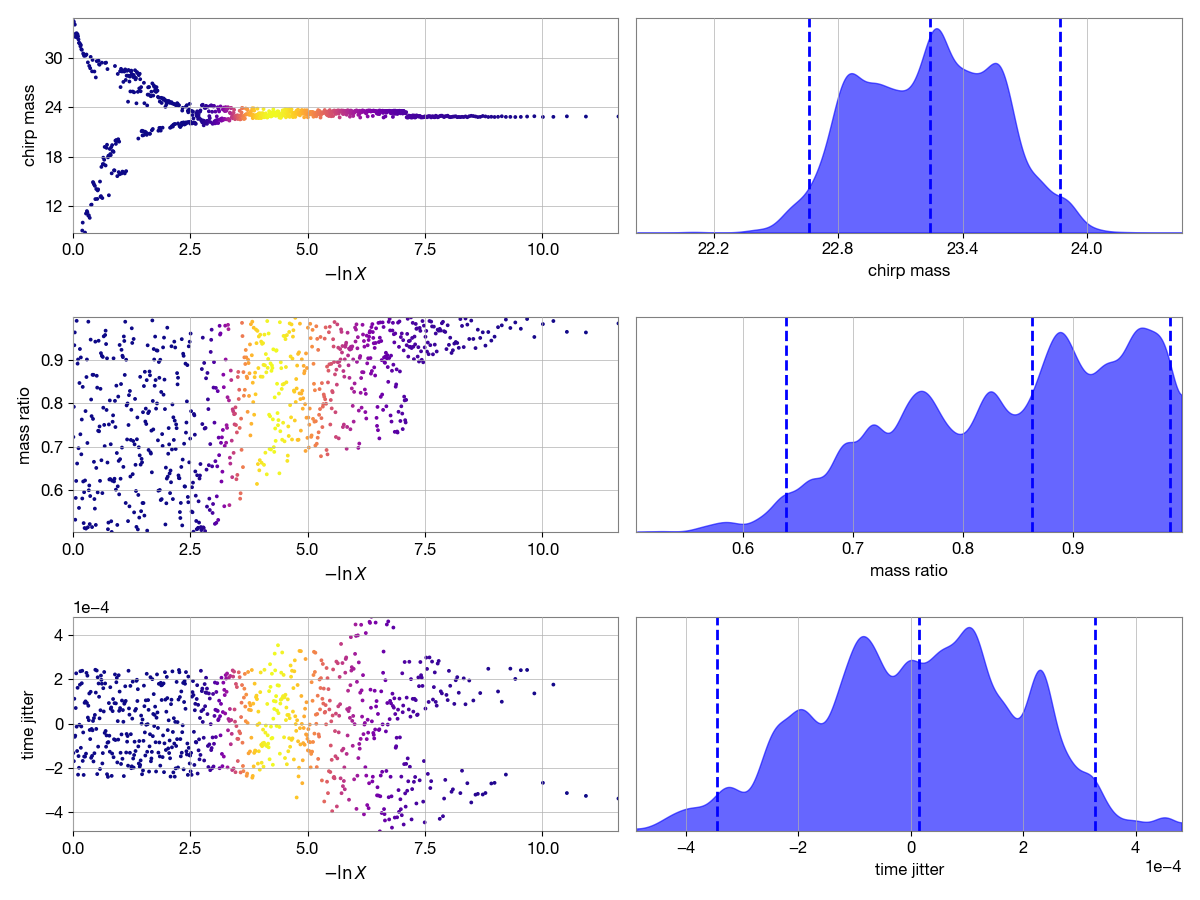 chirp mass
30
24
18
12
0.0 2.5 5.0 7.5 10.0
−ln X
22.2 22.8 23.4 24.0
chirp mass
mass ratio
0.9
0.8
0.7
0.6
0.0 2.5 5.0 7.5 10.0
−ln X
0.6 0.7 0.8 0.9
mass ratio
1e−4
time jitter
4
2
0
−2
−4
0.0 2.5 5.0 7.5 10.0
−ln X
−4 −2 0 2 4
1e−4
time jitter